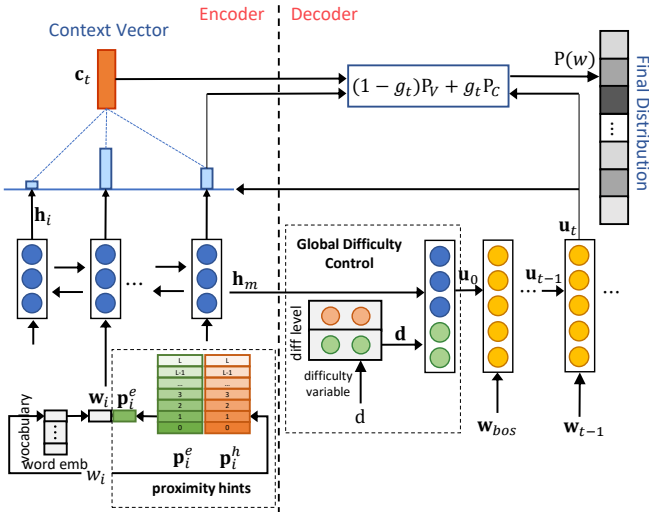 Encoder
Decoder
Context Vector
c_t
(1 − g_t)P_V + g_t P_C
P(w)
...
Final Distribution
h_i
u_t
Global Difficulty
Control
...
h_m
u_0
... u_{t-1}
...
diff level
d
difficulty
variable
d
w_{bos}
w_{t-1}
L L
L-1 L-1
... ...
3 3
2 2
1 1
0 0
w_i p_i^e
vocabulary
...
word emb
w_i
p_i^e p_i^h
proximity hints